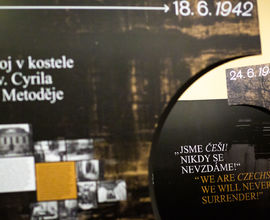 18.6.1942
oj v kostele
v. Cyrila
Metoděje
24.6.19
„JSME ČEŠI!
NIKDY SE
NEVZDÁME!“
“WE ARE CZECHS
WE WILL NEVER
SURRENDER!”